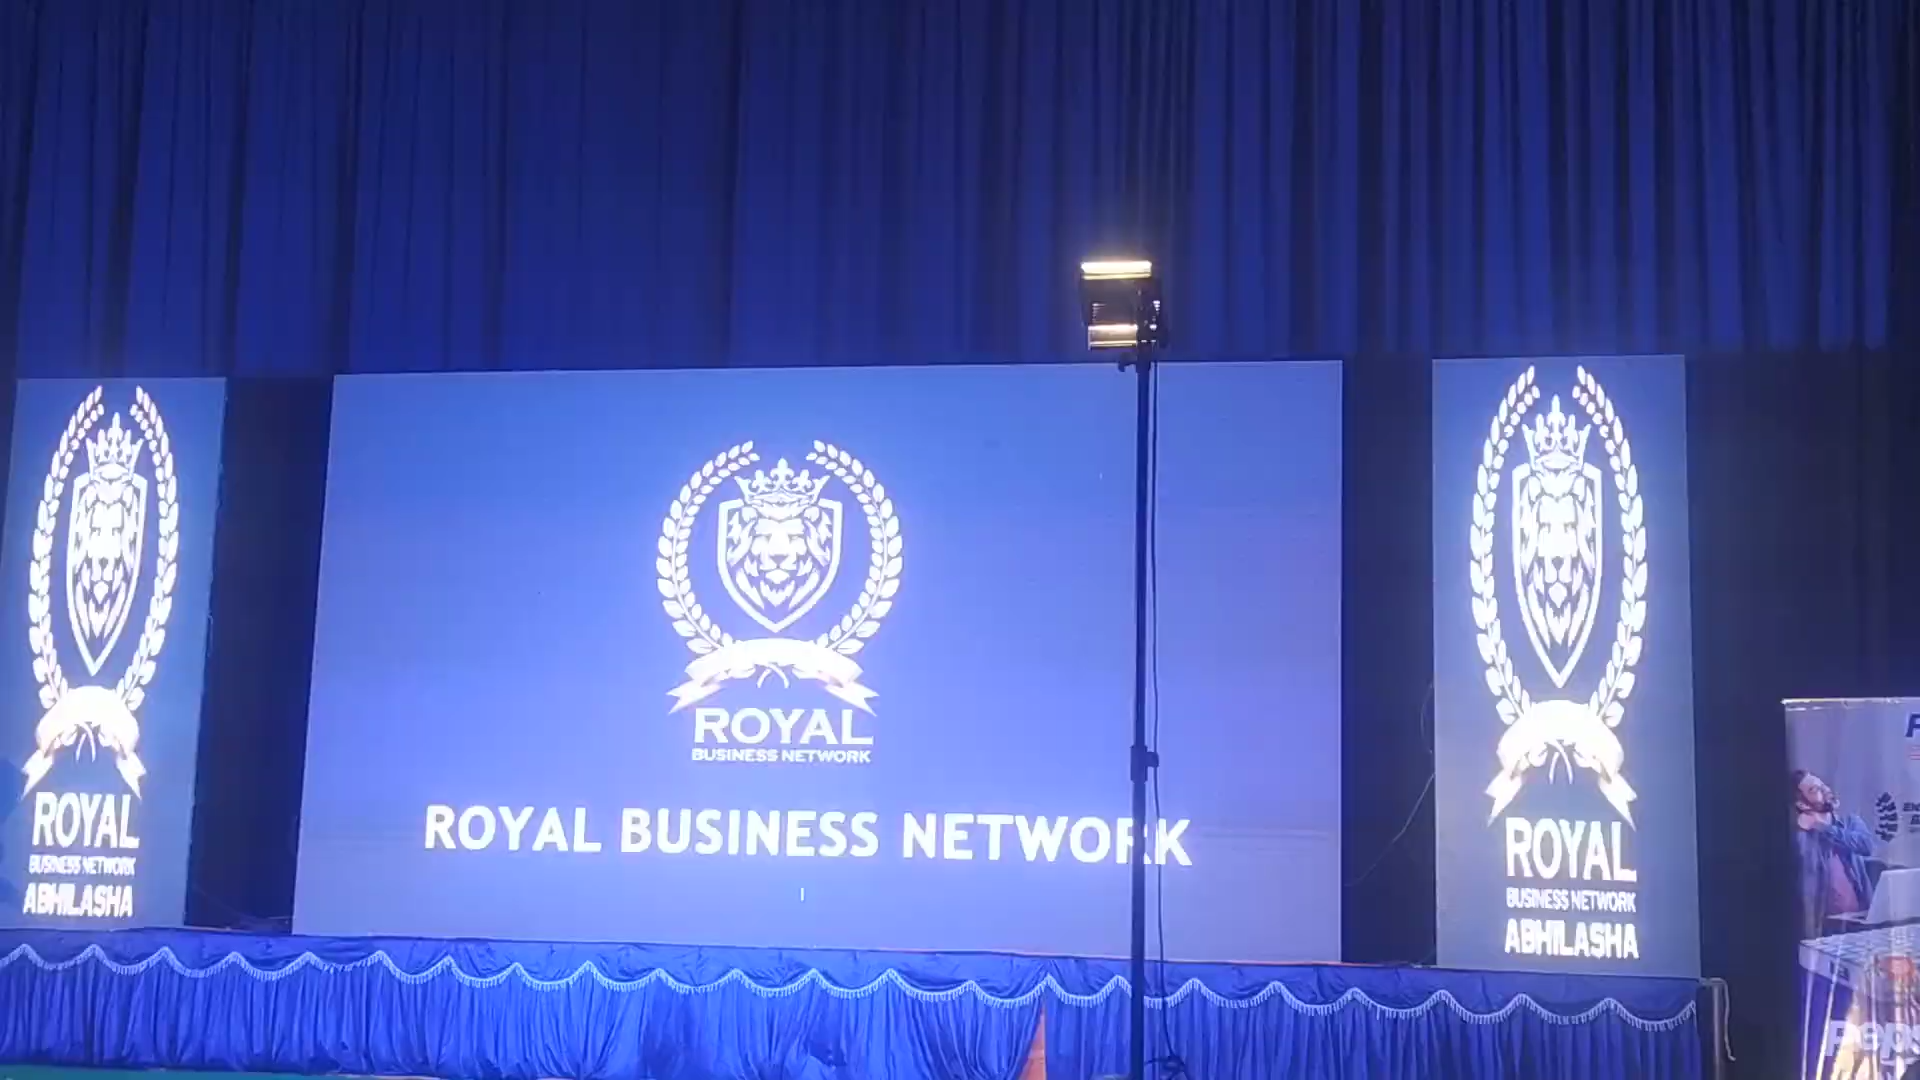 ROYAL
BUSINESS NETWORK
ABHILASHA
ROYAL
BUSINESS NETWORK
ROYAL BUSINESS NETWORK
ROYAL
BUSINESS NETWORK
ABHILASHA